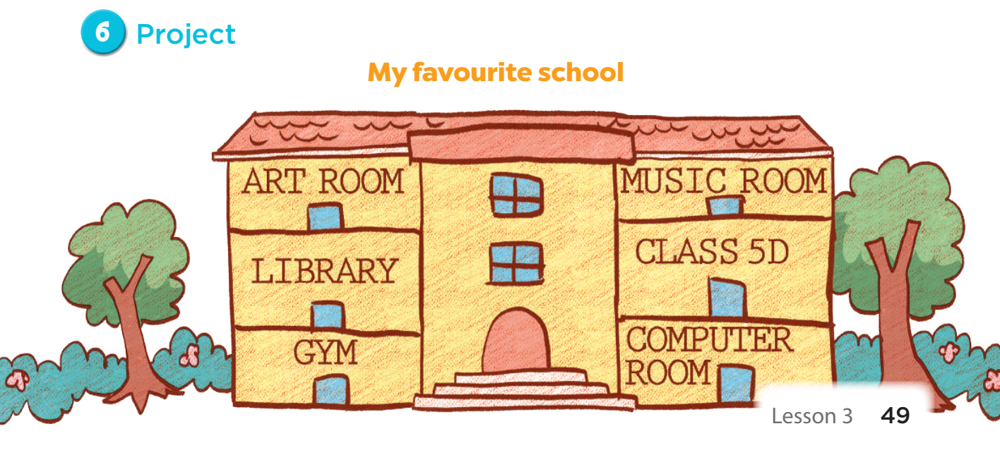 6 Project
My favourite school
ART ROOM
MUSIC ROOM
LIBRARY
CLASS 5D
GYM
COMPUTER
ROOM
Lesson 3 49